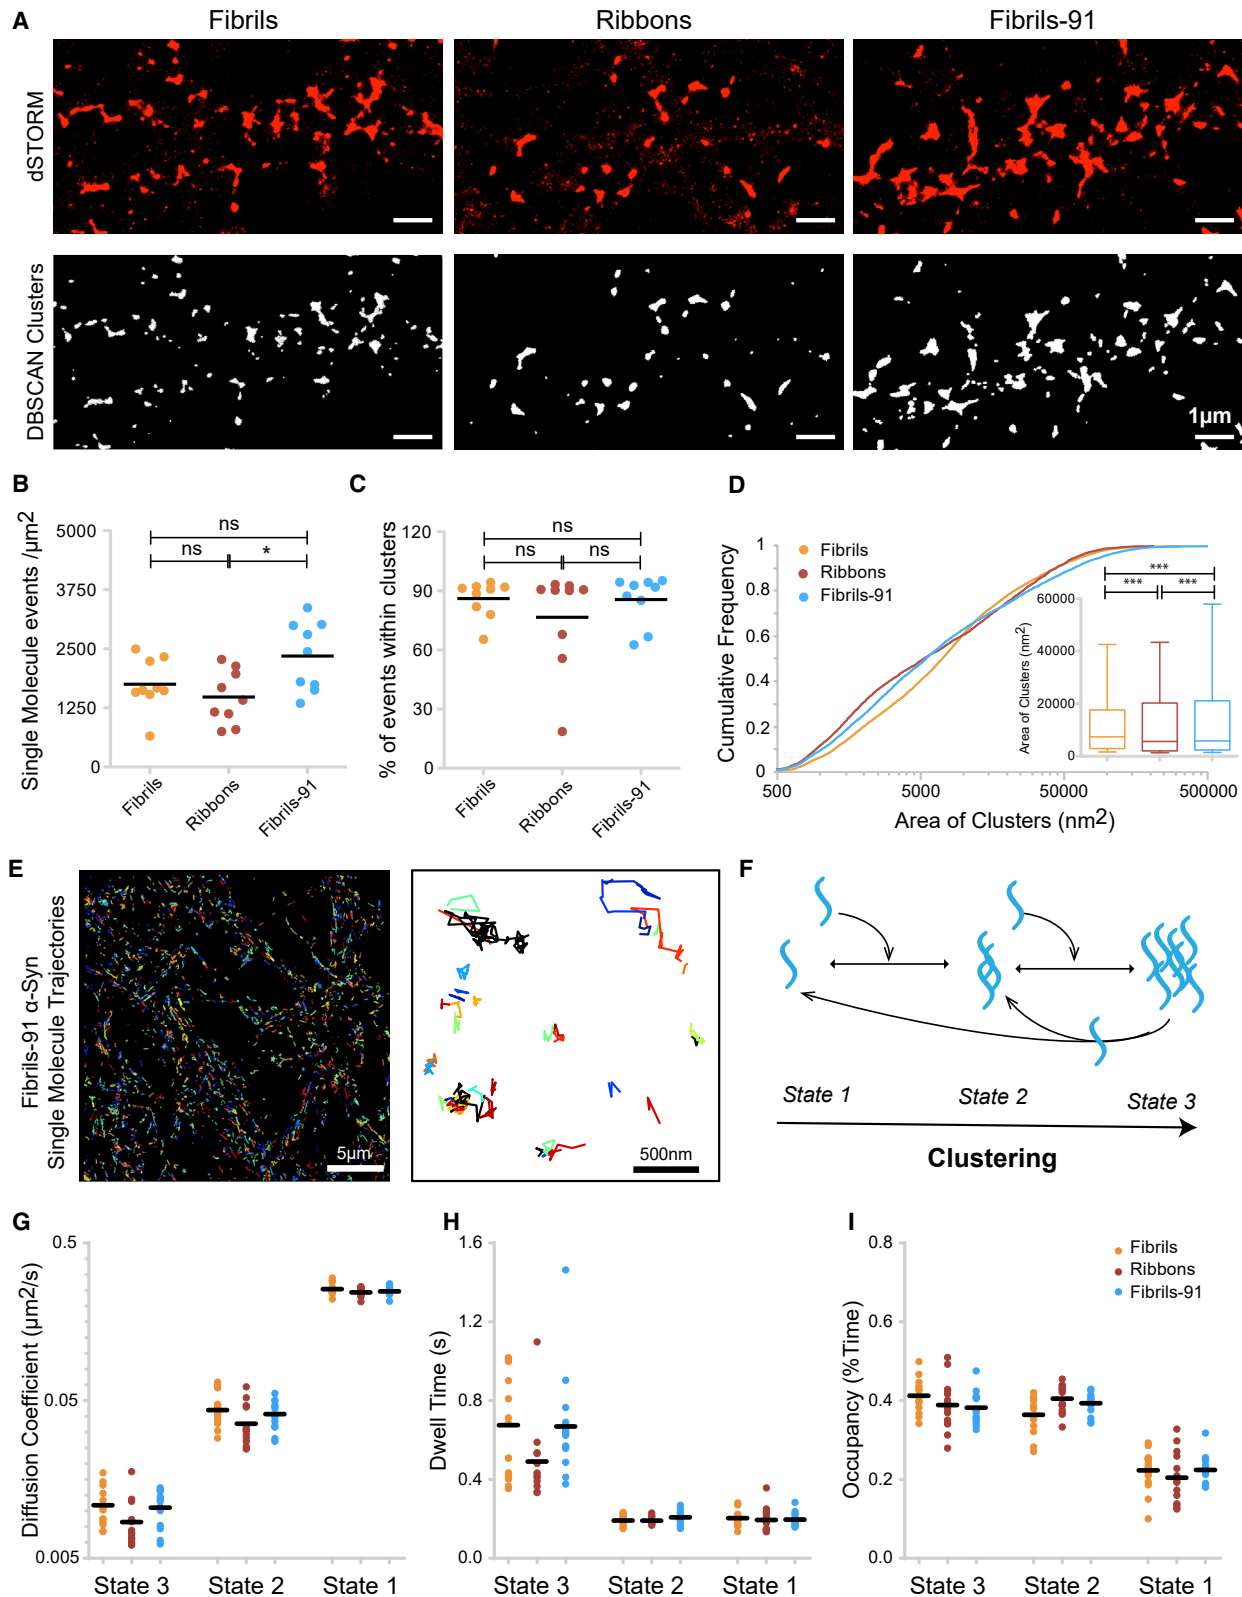 A
Fibrils
Ribbons
Fibrils-91
dSTORM
DBSCAN Clusters
1µm
B
Single Molecule events /µm2
5000
3750
2500
1250
0
ns
ns
*
Fibrils
Ribbons
Fibrils-91
C
% of events within clusters
120
90
60
30
0
ns
ns
ns
Fibrils
Ribbons
Fibrils-91
D
Cumulative Frequency
1
0.8
0.6
0.4
0.2
0
Fibrils
Ribbons
Fibrils-91
500
5000
50000
500000
Area of Clusters (nm2)
Area of Clusters (nm2)
60000
40000
20000
0
***
***
***
E
Fibrils-91 α-Syn
Single Molecule Trajectories
5µm
500nm
F
State 1
State 2
State 3
Clustering
G
Diffusion Coefficient (µm2/s)
0.5
0.05
0.005
State 3
State 2
State 1
H
Dwell Time (s)
1.6
1.2
0.8
0.4
0.0
State 3
State 2
State 1
I
Occupancy (%Time)
0.8
0.6
0.4
0.2
0.0
Fibrils
Ribbons
Fibrils-91
State 3
State 2
State 1